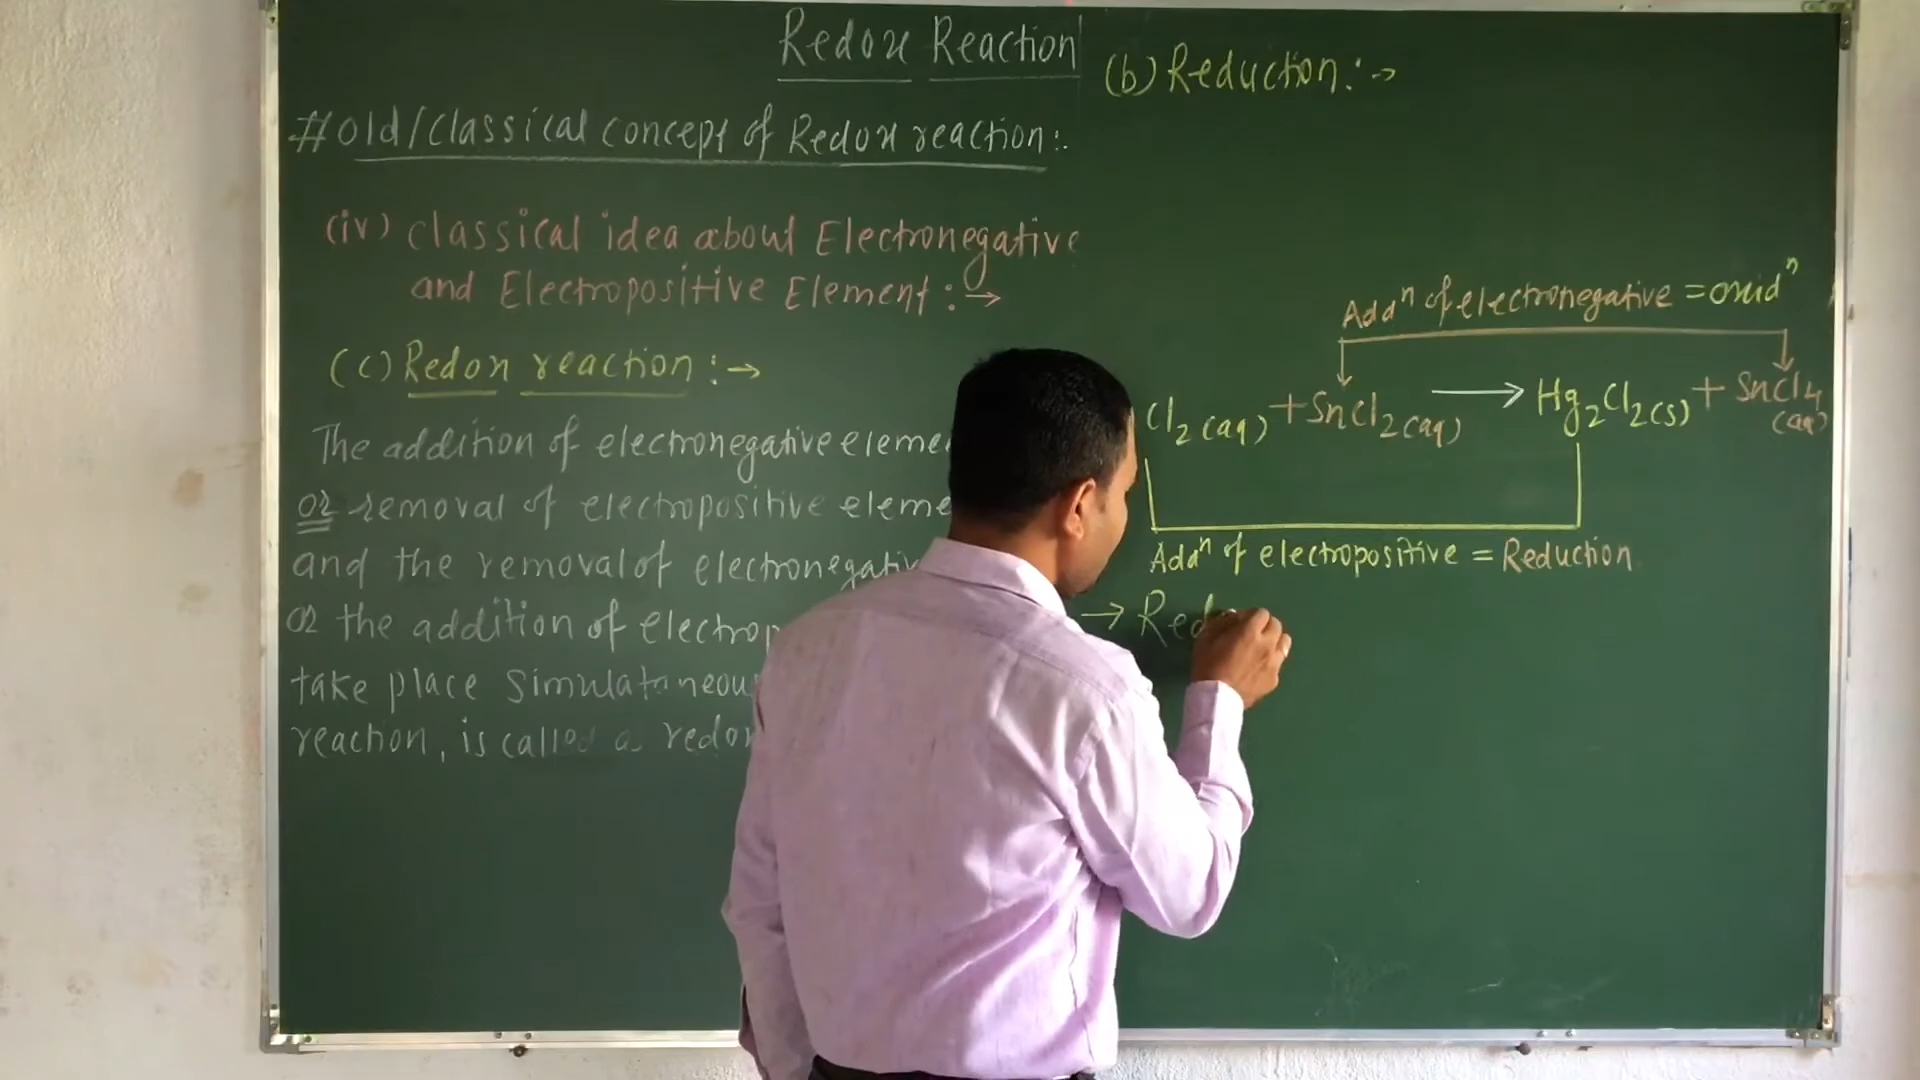 Redox Reaction
# Old/Classical concept of Redox reaction:.
(iv) Classical idea about Electronegative
and Electropositive Element :→
(c) Redox reaction :→
The addition of electronegative eleme
or removal of electropositive eleme
and the removal of electronegativ
or the addition of electrop
take place simulataneou
reaction, is called a redox
(b) Reduction :→
Addⁿ of electronegative = oxidⁿ
Cl₂(aq) + SnCl₂(aq) ⟶ Hg₂Cl₂(s) + SnCl₄(aq)
Addⁿ of electropositive = Reduction
→ Red